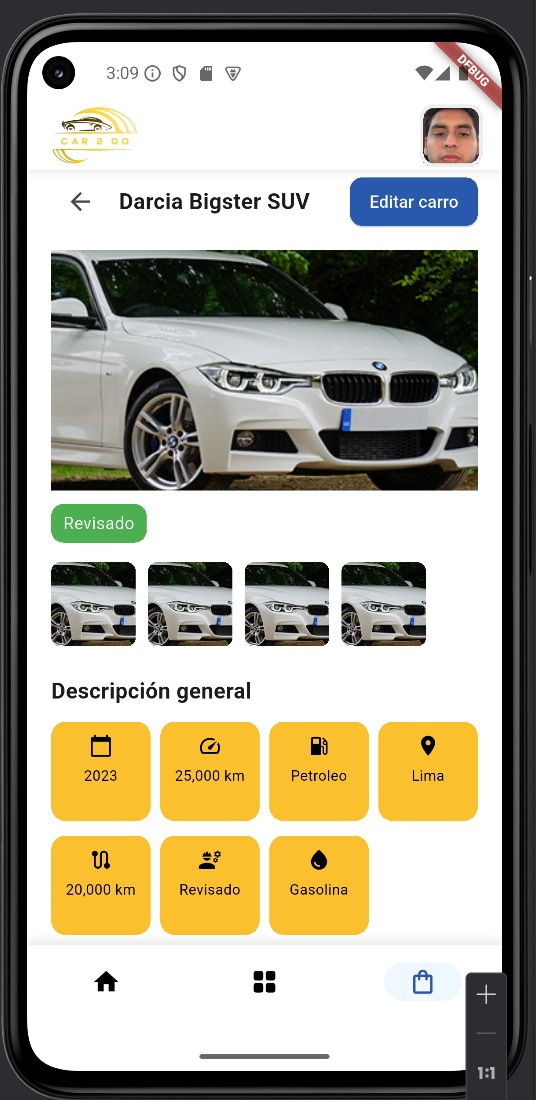 3:09
DEBUG
CAR 2 GO
Darcia Bigster SUV
Editar carro
Revisado
Descripción general
2023
25,000 km
Petroleo
Lima
20,000 km
Revisado
Gasolina
1:1